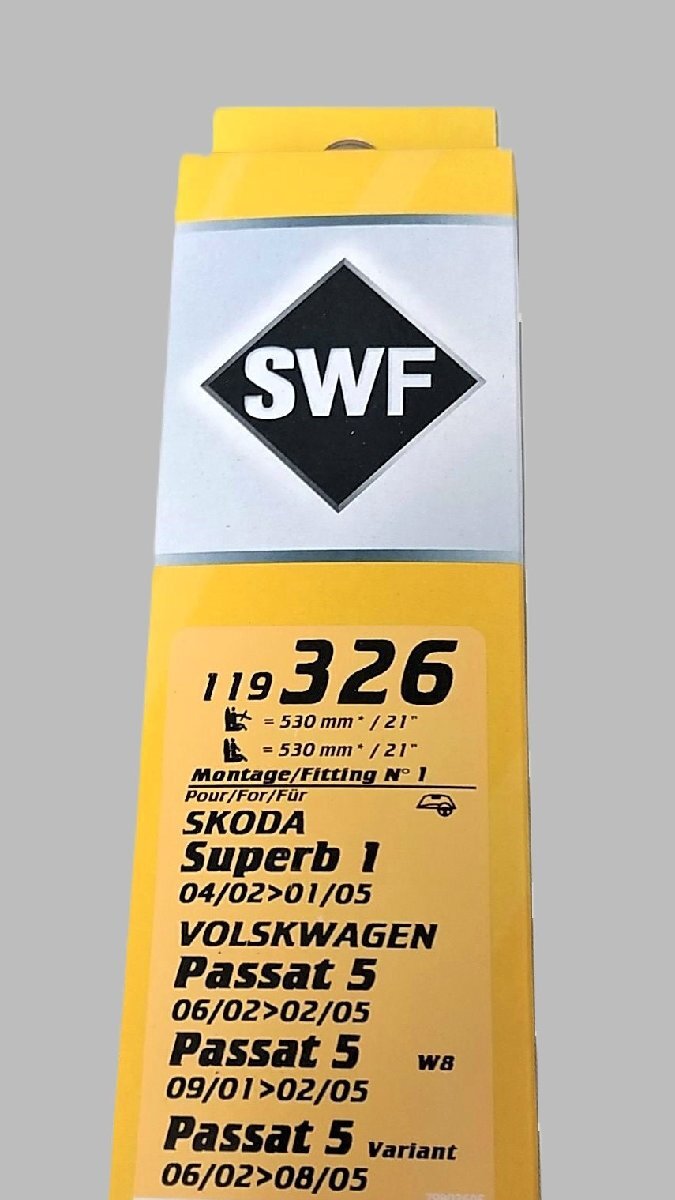 SWF
119 326
= 530 mm* / 21"
= 530 mm* / 21"
Montage/Fitting N° 1
Pour/For/Für
SKODA
Superb 1
04/02>01/05
VOLSKWAGEN
Passat 5
06/02>02/05
Passat 5 W8
09/01>02/05
Passat 5 Variant
06/02>08/05